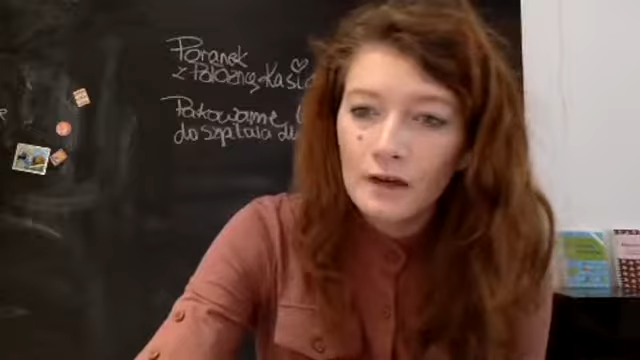 Poranek
z Położną Kasią
Pakowanie
do szpitala